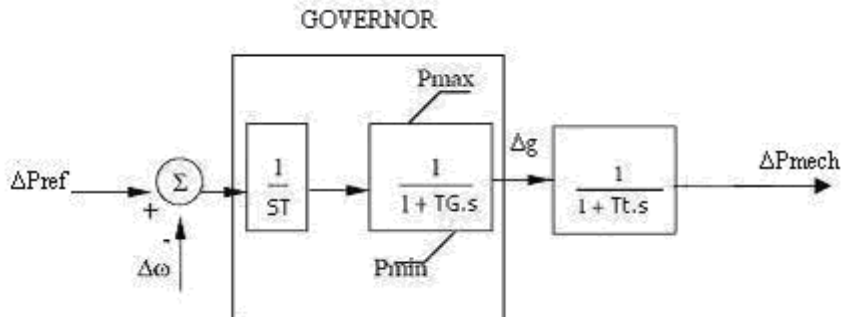 GOVERNOR
Pmax
ΔPref
+
-
Δω
Σ
1
ST
1
1 + TG.s
Pmin
Δg
1
1 + Tt.s
ΔPmech